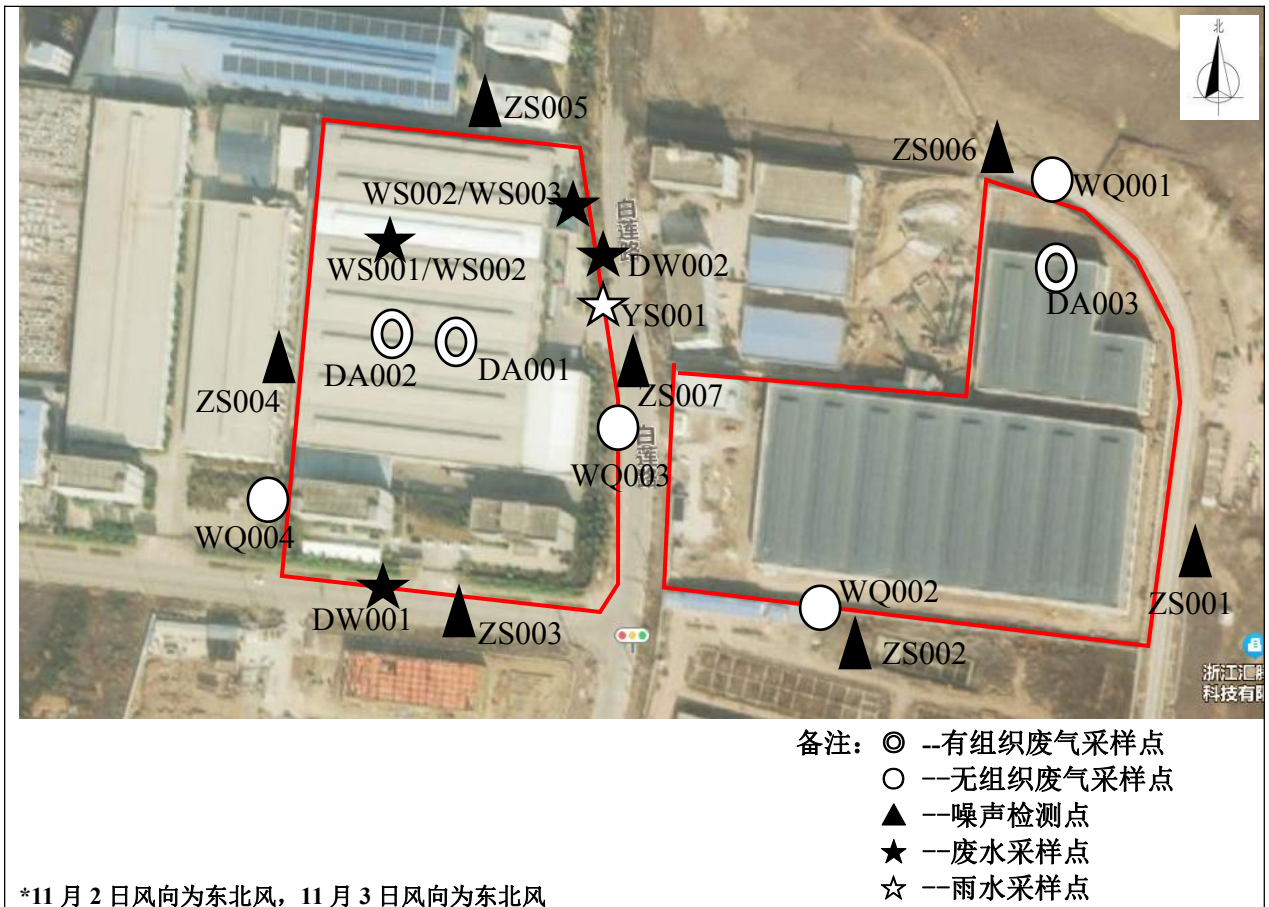 北
ZS005
ZS006
WQ001
WS002/WS003
白莲路
WS001/WS002
DW002
DA003
YS001
DA002
DA001
ZS004
ZS007
白莲路
WQ003
WQ004
WQ002
ZS001
DW001
ZS003
ZS002
浙江汇
科技有限
备注：◎ --有组织废气采样点
○ --无组织废气采样点
▲ --噪声检测点
★ --废水采样点
☆ --雨水采样点
*11 月 2 日风向为东北风，11 月 3 日风向为东北风